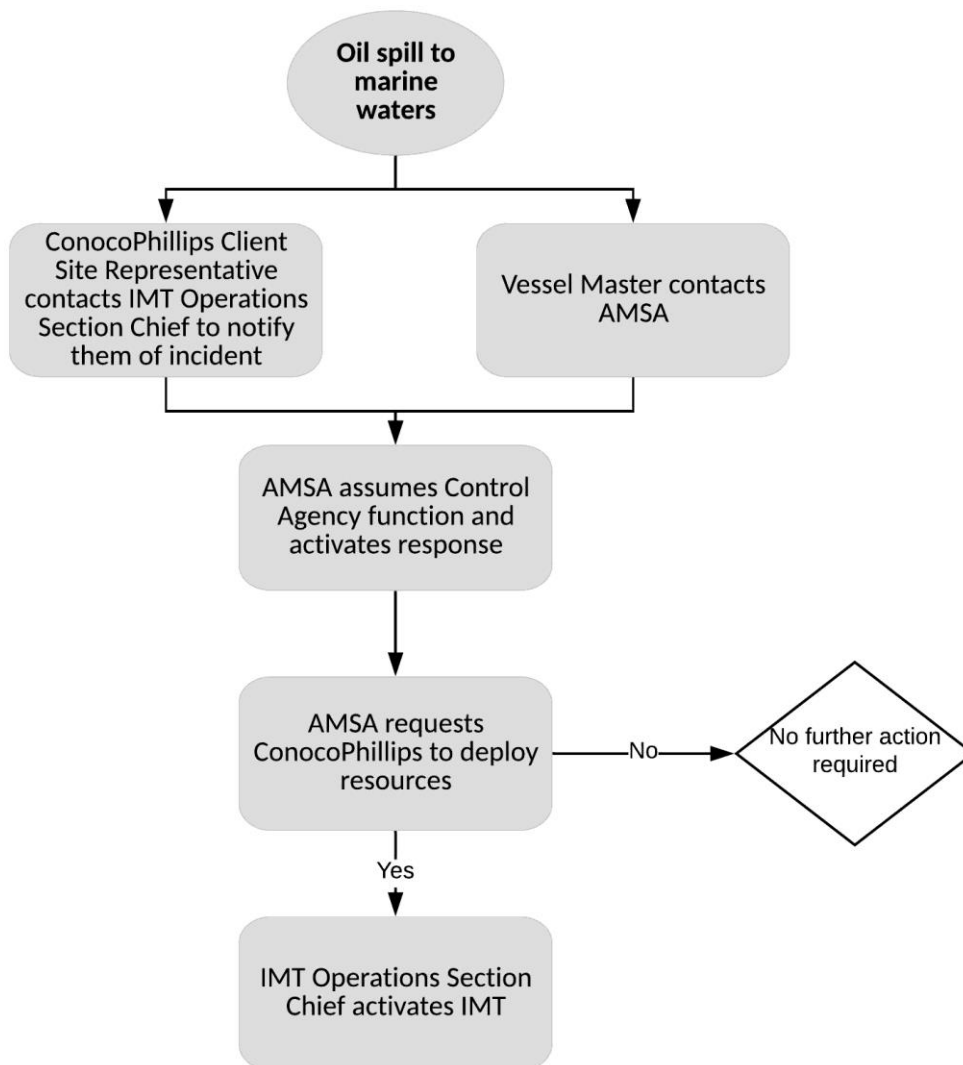 Oil spill to
marine
waters
ConocoPhillips Client
Site Representative
contacts IMT Operations
Section Chief to notify
them of incident
Vessel Master contacts
AMSA
AMSA assumes Control
Agency function and
activates response
AMSA requests
ConocoPhillips to deploy
resources
No
No further action
required
Yes
IMT Operations Section
Chief activates IMT